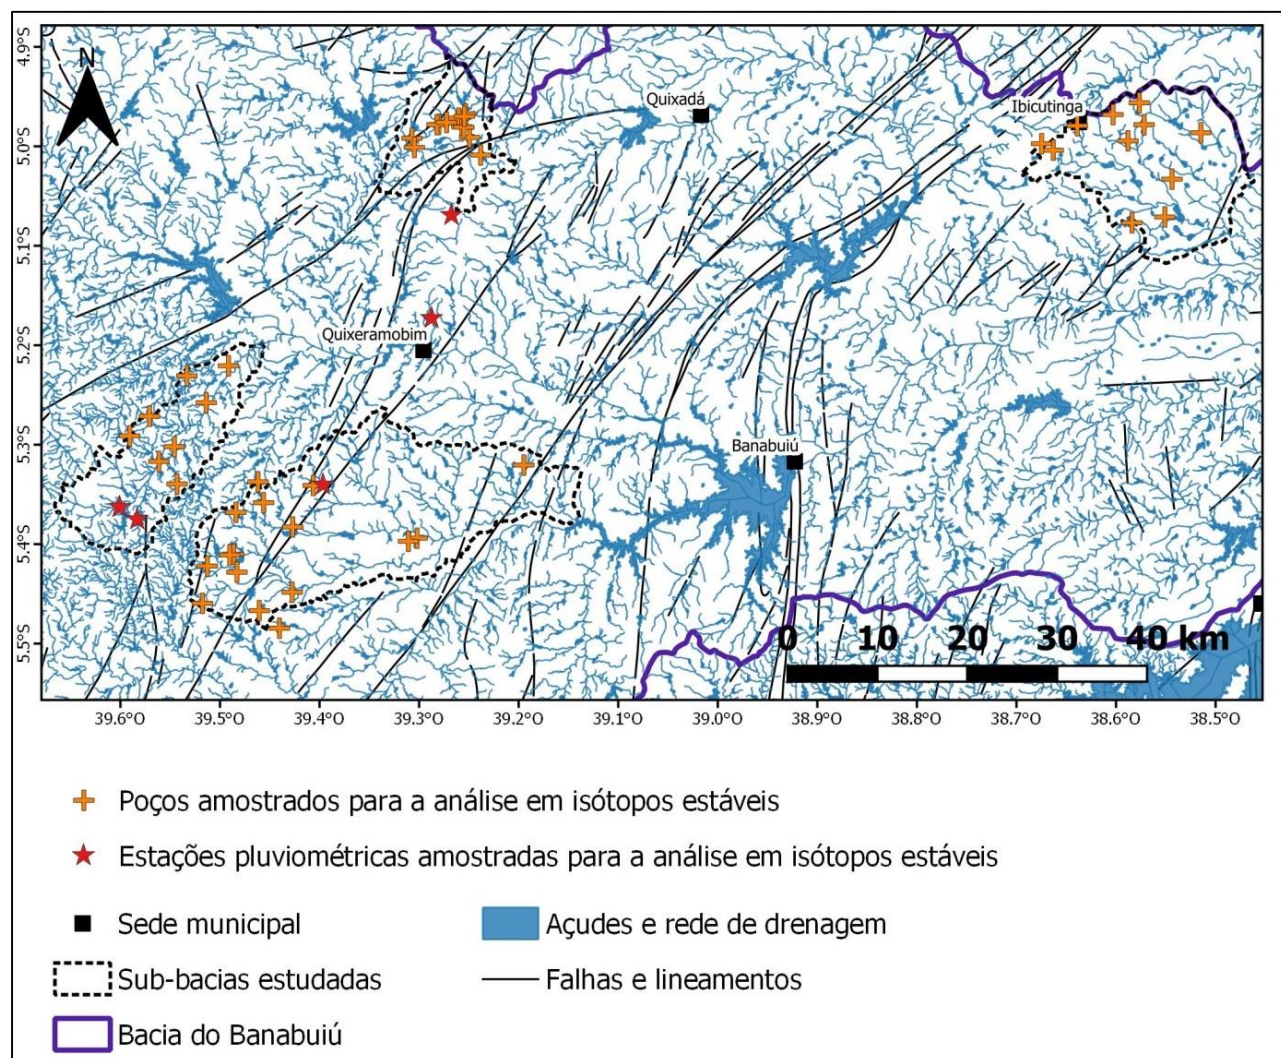 N
4.9°S
5.0°S
5.1°S
5.2°S
5.3°S
5.4°S
5.5°S
Quixadá
Ibicutinga
Quixeramobim
Banabuiú
0 10 20 30 40 km
39.6°O 39.5°O 39.4°O 39.3°O 39.2°O 39.1°O 39.0°O 38.9°O 38.8°O 38.7°O 38.6°O 38.5°O
Poços amostrados para a análise em isótopos estáveis
Estações pluviométricas amostradas para a análise em isótopos estáveis
Sede municipal
Açudes e rede de drenagem
Sub-bacias estudadas
Falhas e lineamentos
Bacia do Banabuiú